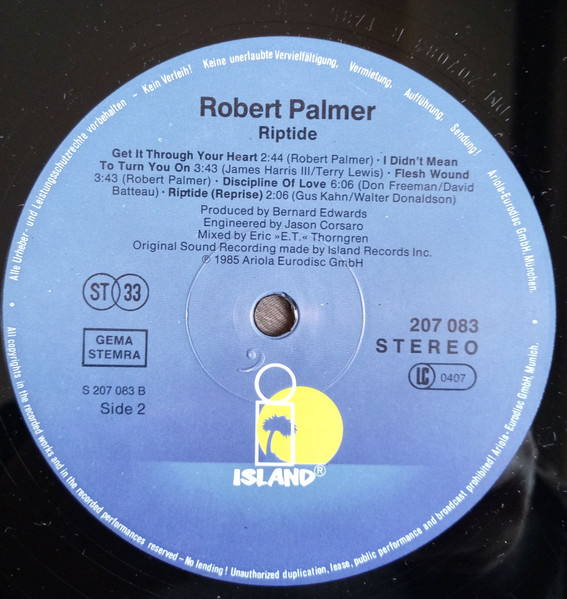 Alle Urheber- und Leistungsschutzrechte vorbehalten - Kein Verleih! Keine unerlaubte Vervielfältigung, Vermietung, Aufführung, Sendung! Ariola-Eurodisc GmbH, München.
Robert Palmer
Riptide
Get It Through Your Heart 2:44 (Robert Palmer) · I Didn't Mean
To Turn You On 3:43 (James Harris III/Terry Lewis) · Flesh Wound
3:43 (Robert Palmer) · Discipline Of Love 6:06 (Don Freeman/David
Batteau) · Riptide (Reprise) 2:06 (Gus Kahn/Walter Donaldson)
Produced by Bernard Edwards
Engineered by Jason Corsaro
Mixed by Eric »E.T.« Thorngren
Original Sound Recording made by Island Records Inc.
℗ 1985 Ariola Eurodisc GmbH
ST 33
GEMA
STEMRA
S 207 083 B
Side 2
207 083
STEREO
LC 0407
ISLAND®
All copyrights in the recorded works and in the recorded performances reserved – No lending! Unauthorized duplication, lease, public performance and broadcast prohibited! Ariola-Eurodisc GmbH, Munich.